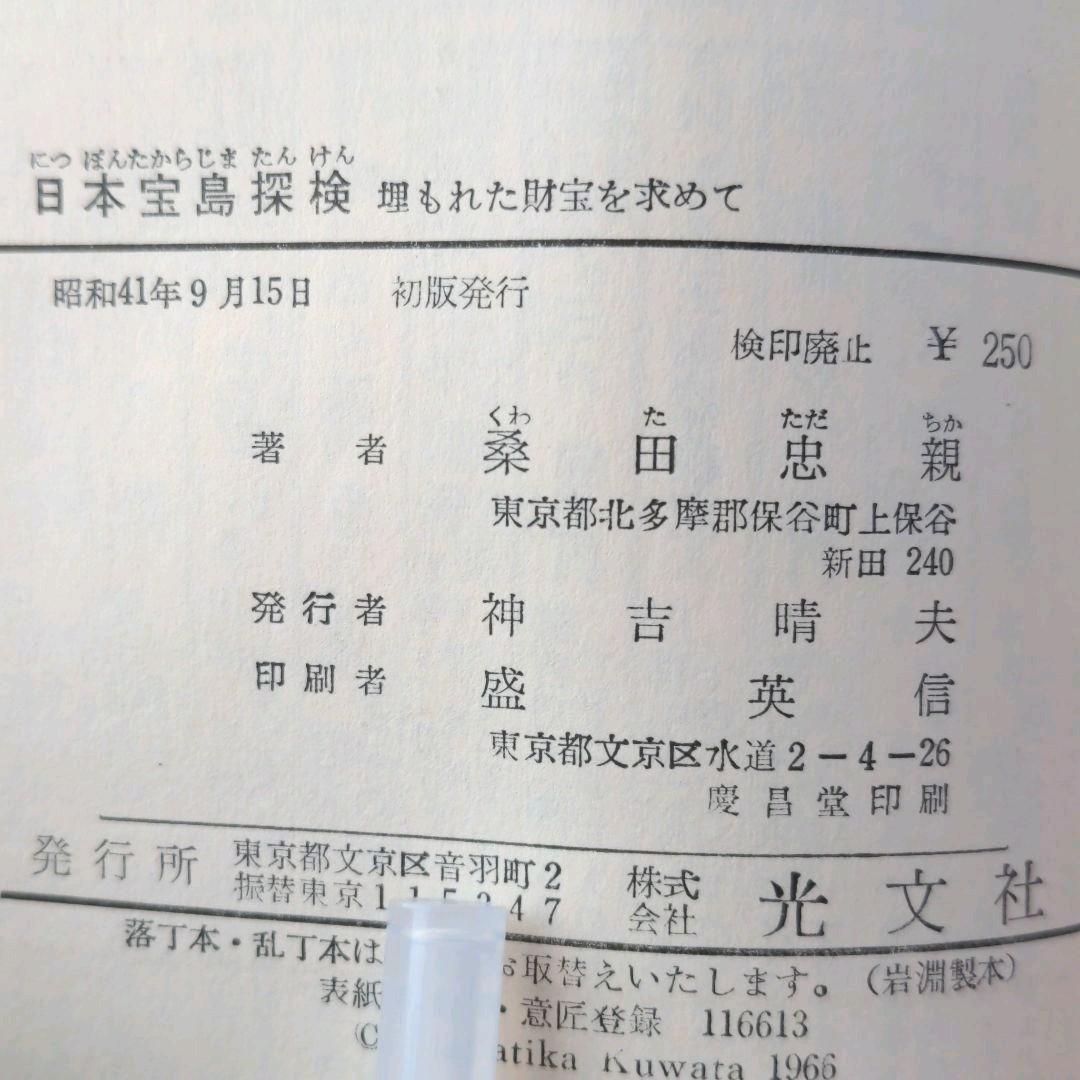 にっぽんたからじまたんけん
日本宝島探検 埋もれた財宝を求めて
昭和41年9月15日 初版発行
検印廃止 ¥250
くわ た ただ ちか
著者 桑田忠親
東京都北多摩郡保谷町上保谷
新田 240
発行者 神吉晴夫
印刷者 盛英信
東京都文京区水道2-4-26
慶昌堂印刷
発行所 東京都文京区音羽町2 株式会社 光文社
振替東京 115347
落丁本・乱丁本は お取替えいたします。(岩淵製本)
表紙 ・意匠登録 116613
© atika Kuwata 1966